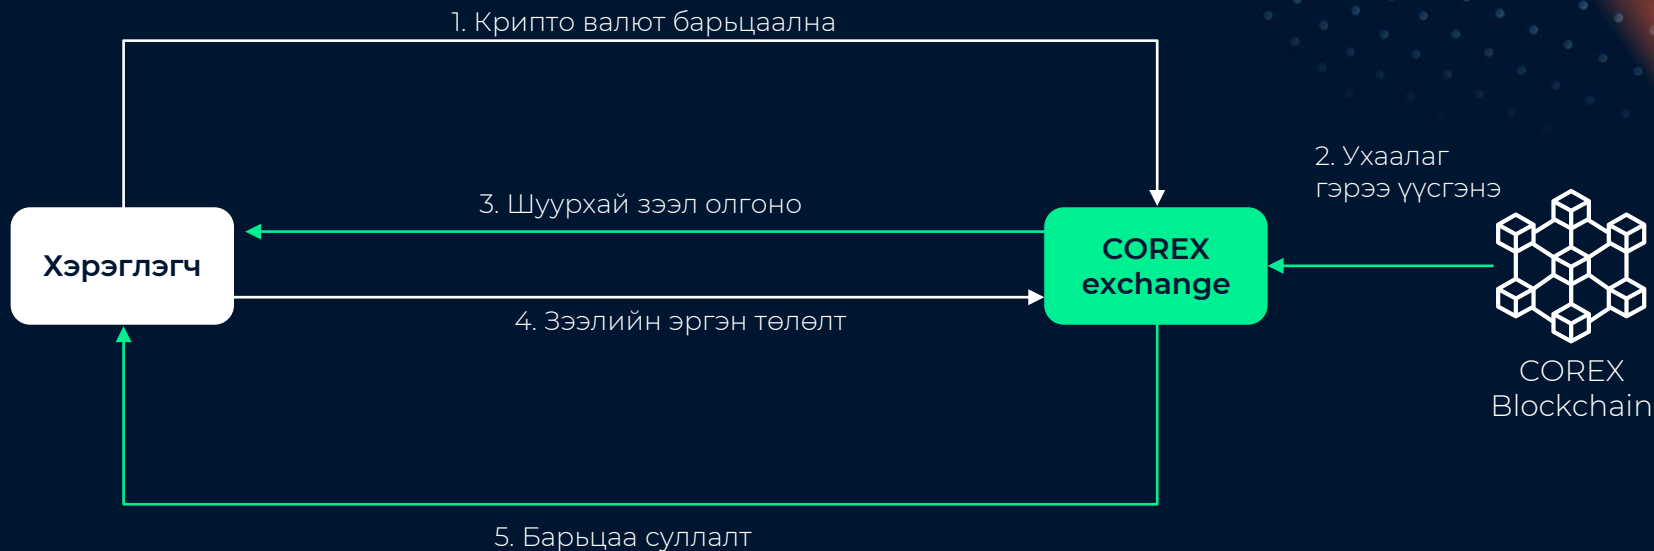 1. Крипто валют барьцаална
2. Ухаалаг
гэрээ үүсгэнэ
3. Шуурхай зээл олгоно
Хэрэглэгч
COREX
exchange
4. Зээлийн эргэн төлөлт
COREX
Blockchain
5. Барьцаа суллалт